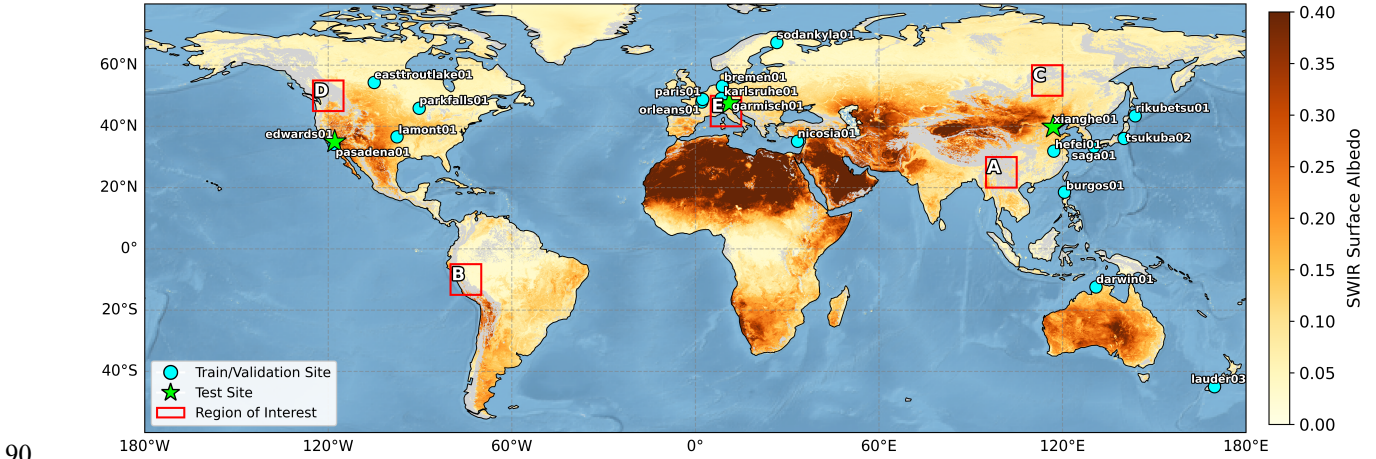 sodankyla01
60°N
C
easttroutlake01
bremen01
D
paris01
karlsruhe01
parkfalls01
E
garmisch01
orleans01
rikubetsu01
40°N
xianghe01
edwards01
lamont01
nicosia01
tsukuba02
pasadena01
hefei01
saga01
A
20°N
burgos01
0°
B
darwin01
20°S
40°S
lauder03
Train/Validation Site
Test Site
Region of Interest
90
180°W
120°W
60°W
0°
60°E
120°E
180°E
0.40
0.35
0.30
0.25
0.20
0.15
0.10
0.05
0.00
SWIR Surface Albedo